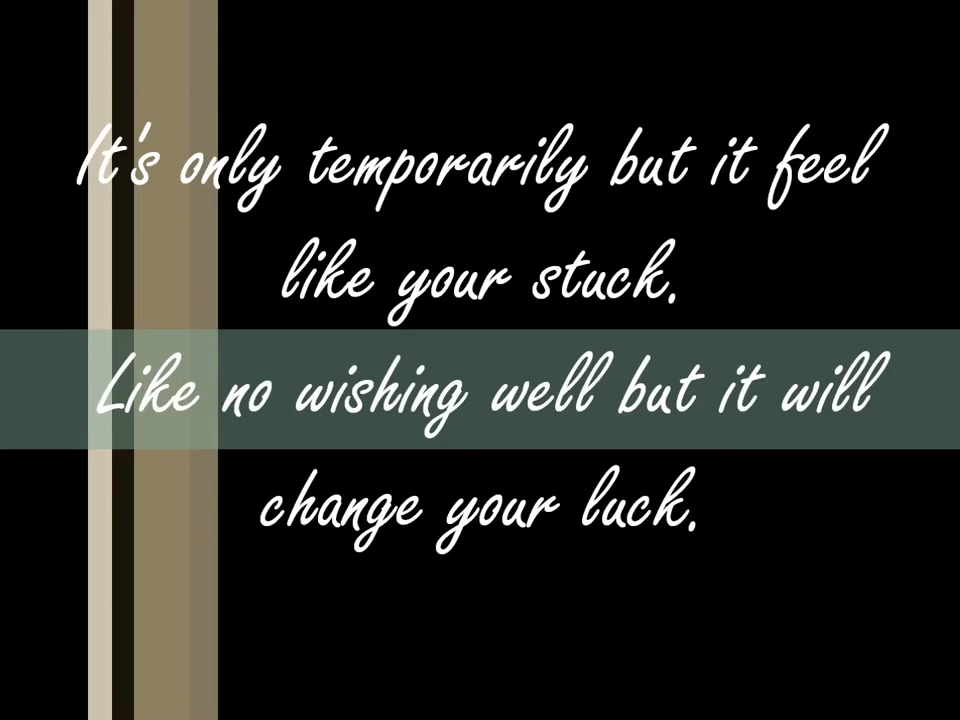 It's only temporarily but it feel
like your stuck.
Like no wishing well but it will
change your luck.